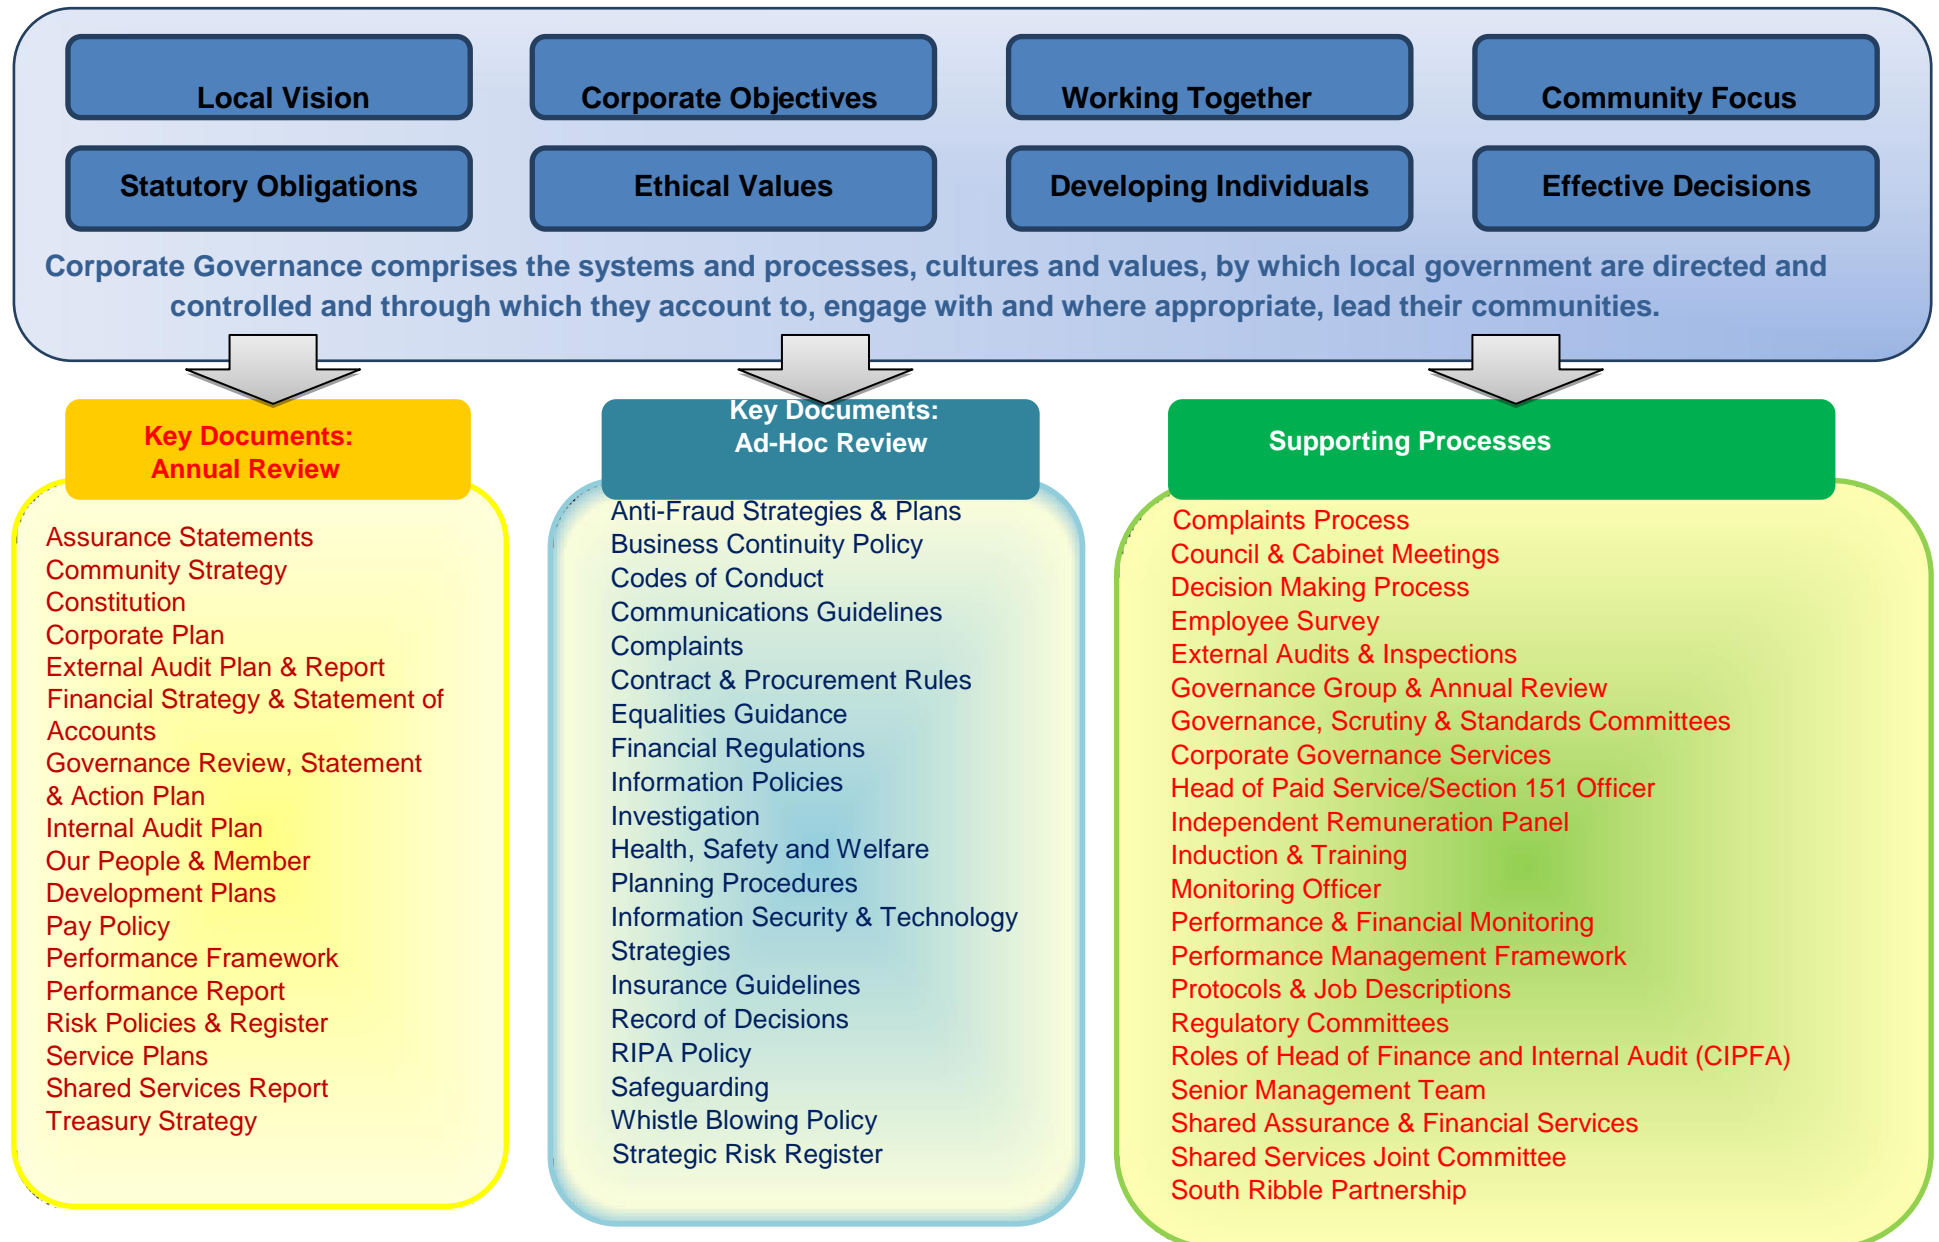 Local Vision
Corporate Objectives
Working Together
Community Focus
Statutory Obligations
Ethical Values
Developing Individuals
Effective Decisions
Corporate Governance comprises the systems and processes, cultures and values, by which local government are directed and
controlled and through which they account to, engage with and where appropriate, lead their communities.
Key Documents:
Annual Review
Assurance Statements
Community Strategy
Constitution
Corporate Plan
External Audit Plan & Report
Financial Strategy & Statement of
Accounts
Governance Review, Statement
& Action Plan
Internal Audit Plan
Our People & Member
Development Plans
Pay Policy
Performance Framework
Performance Report
Risk Policies & Register
Service Plans
Shared Services Report
Treasury Strategy
Key Documents:
Ad-Hoc Review
Anti-Fraud Strategies & Plans
Business Continuity Policy
Codes of Conduct
Communications Guidelines
Complaints
Contract & Procurement Rules
Equalities Guidance
Financial Regulations
Information Policies
Investigation
Health, Safety and Welfare
Planning Procedures
Information Security & Technology
Strategies
Insurance Guidelines
Record of Decisions
RIPA Policy
Safeguarding
Whistle Blowing Policy
Strategic Risk Register
Supporting Processes
Complaints Process
Council & Cabinet Meetings
Decision Making Process
Employee Survey
External Audits & Inspections
Governance Group & Annual Review
Governance, Scrutiny & Standards Committees
Corporate Governance Services
Head of Paid Service/Section 151 Officer
Independent Remuneration Panel
Induction & Training
Monitoring Officer
Performance & Financial Monitoring
Performance Management Framework
Protocols & Job Descriptions
Regulatory Committees
Roles of Head of Finance and Internal Audit (CIPFA)
Senior Management Team
Shared Assurance & Financial Services
Shared Services Joint Committee
South Ribble Partnership